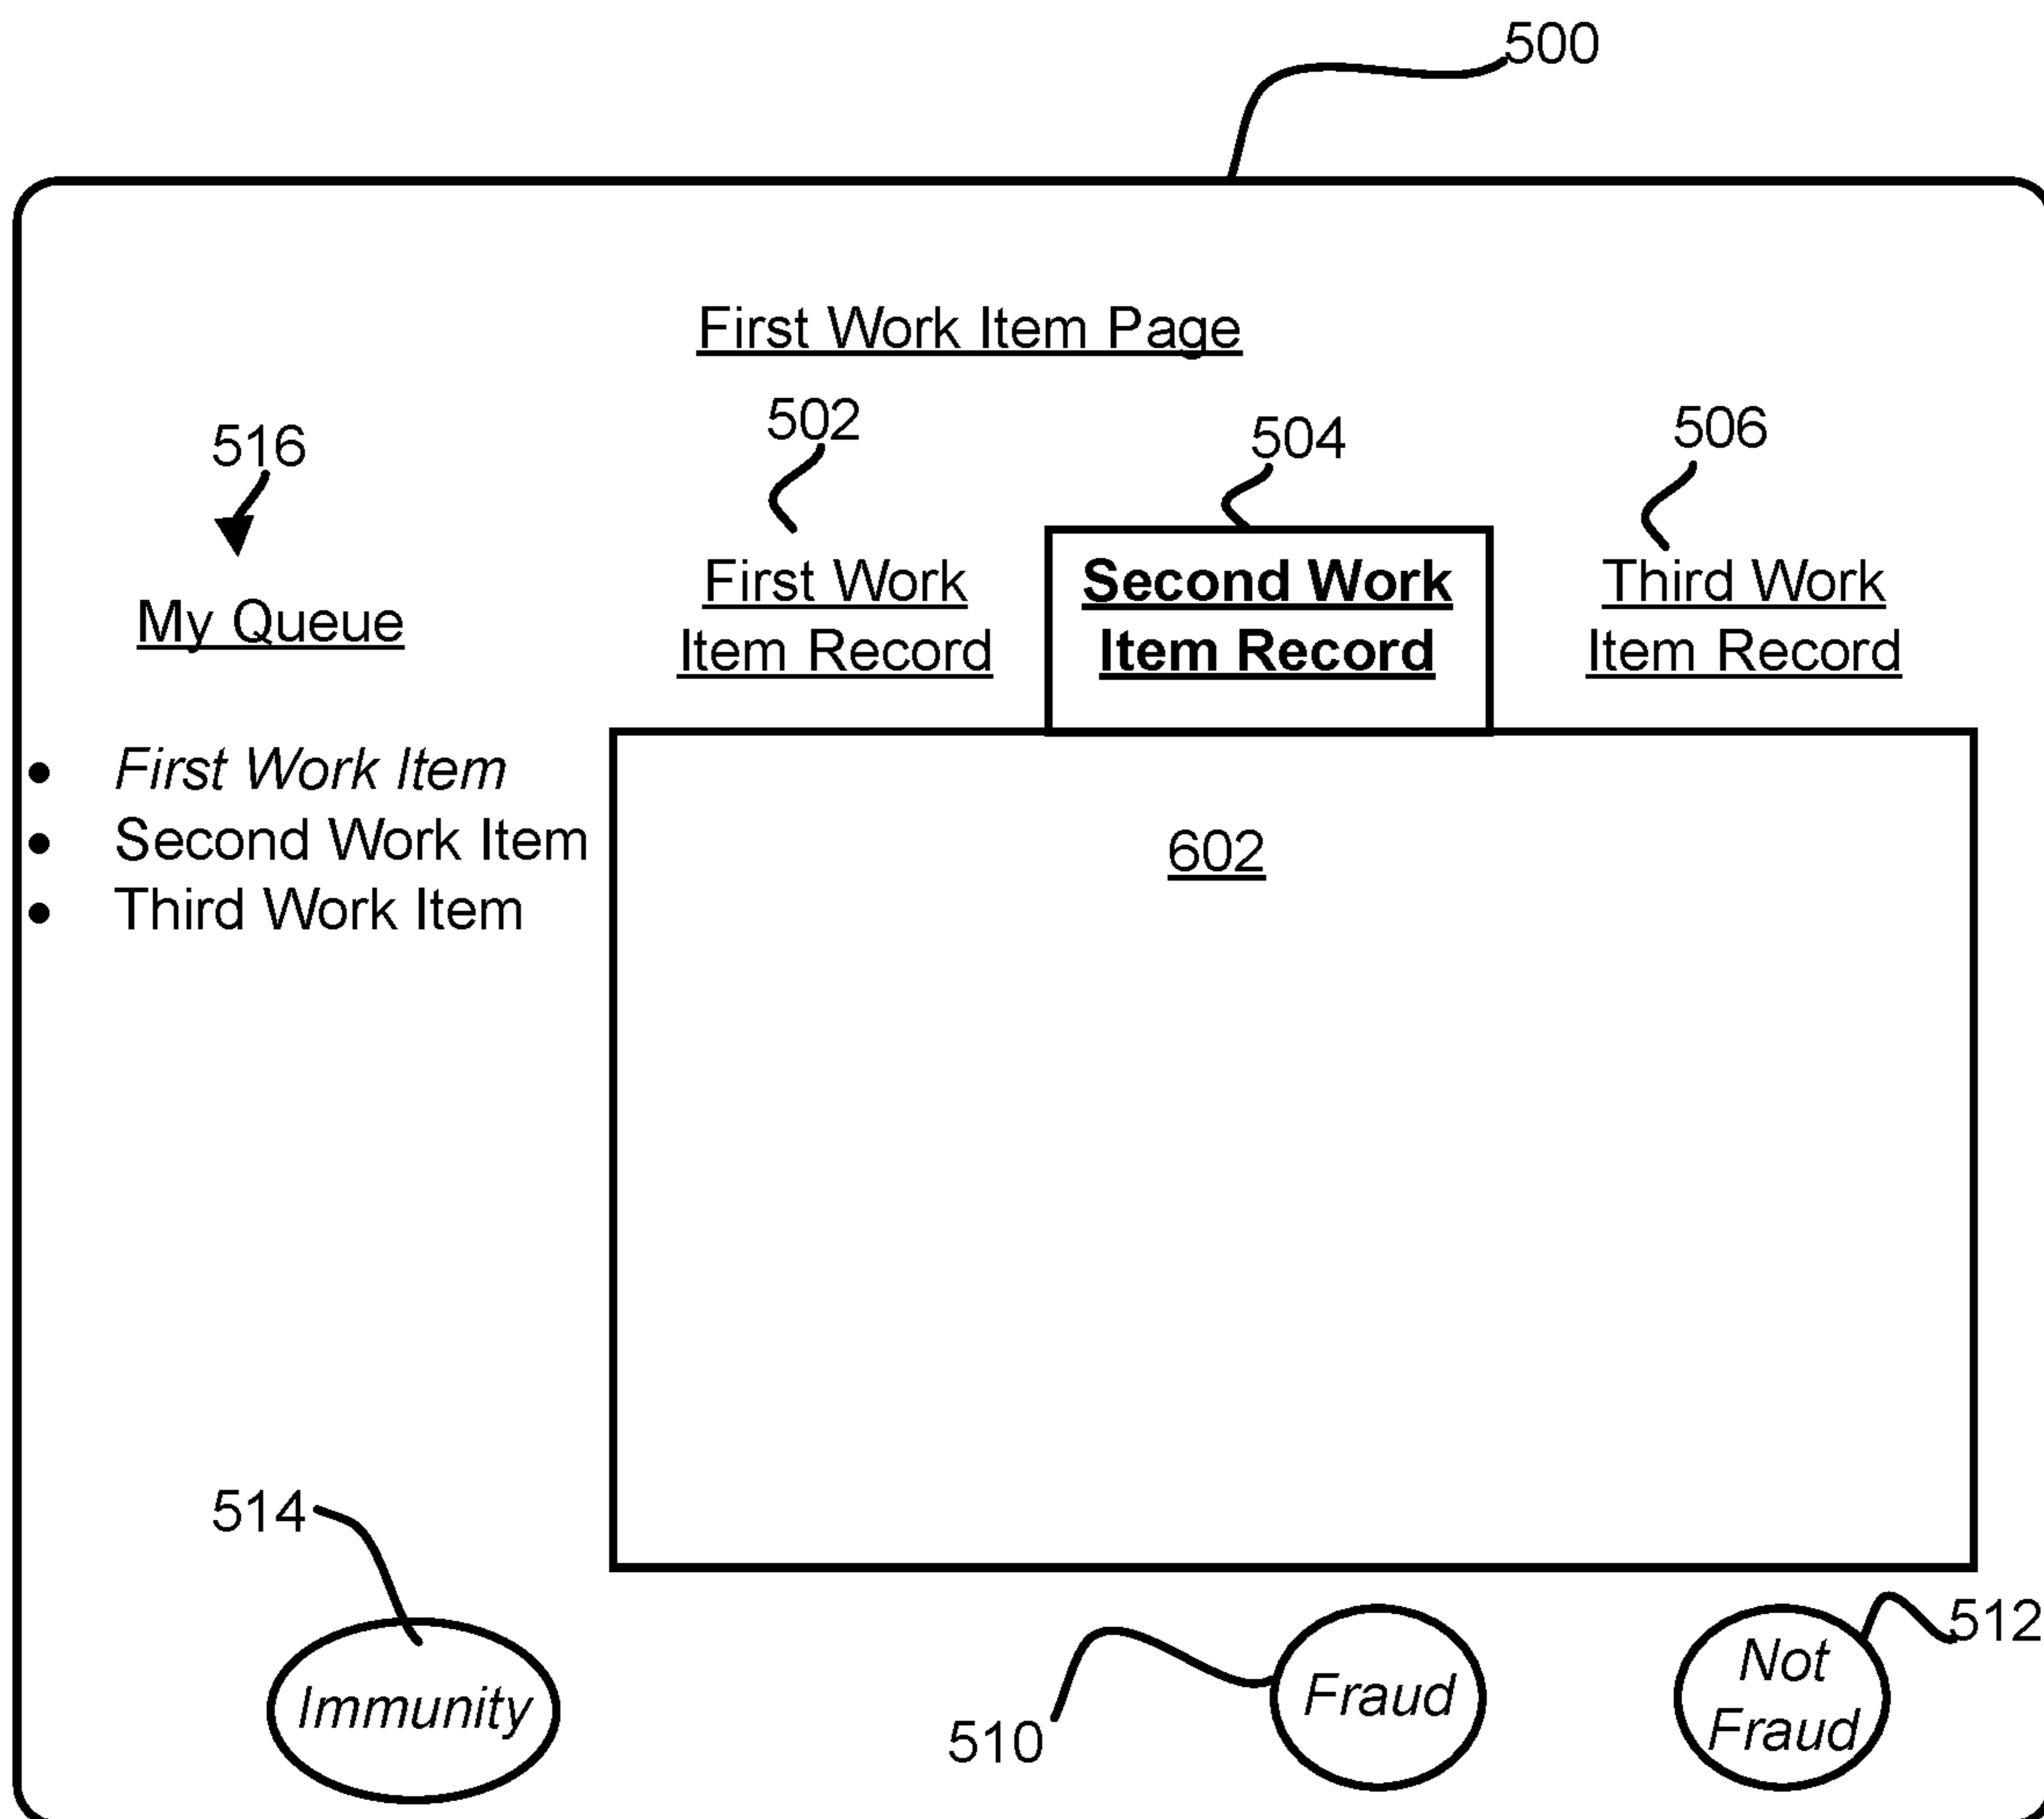 500
First Work Item Page
516
502
504
506
My Queue
First Work
Item Record
Second Work
Item Record
Third Work
Item Record
• First Work Item
• Second Work Item
• Third Work Item
602
514
Immunity
510
Fraud
Not
Fraud
512